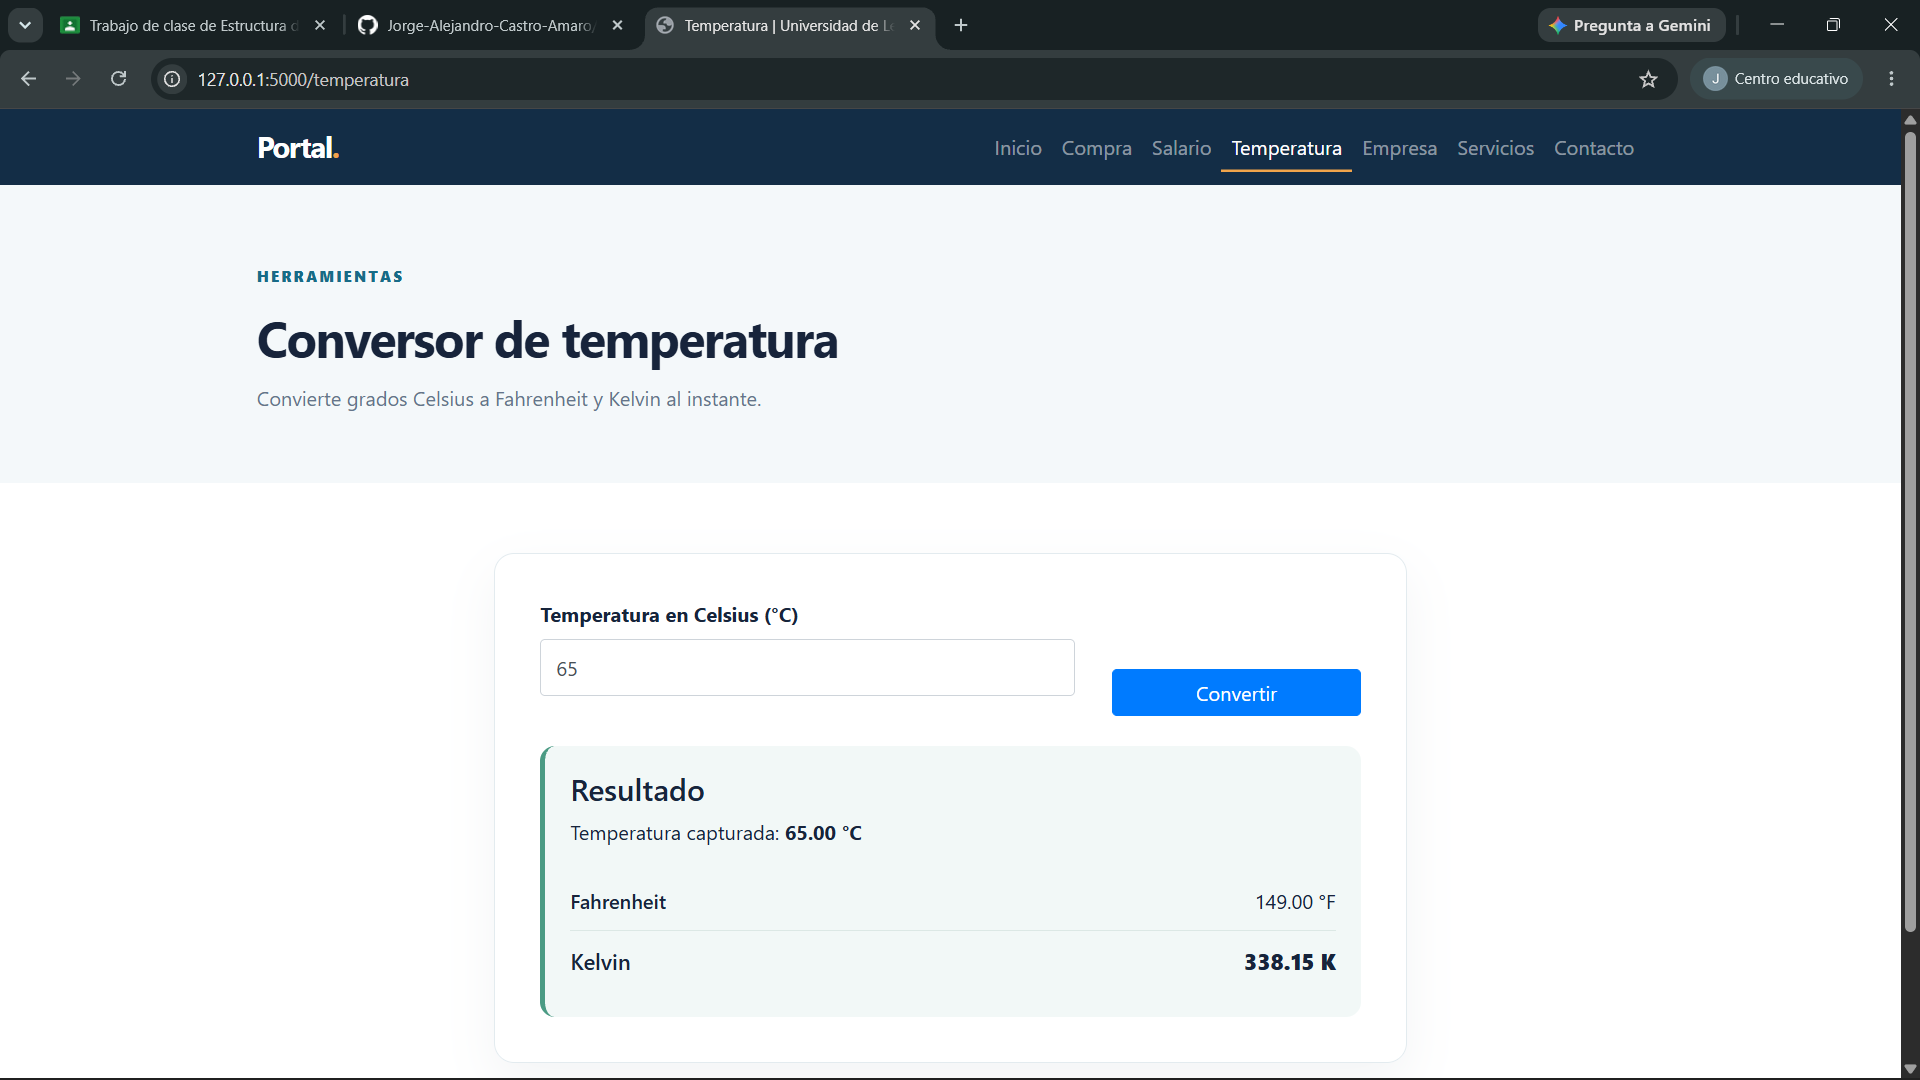 Trabajo de clase de Estructura d
Jorge-Alejandro-Castro-Amaro/
Temperatura | Universidad de Le
Pregunta a Gemini
127.0.0.1:5000/temperatura
J Centro educativo
Portal.
Inicio Compra Salario Temperatura Empresa Servicios Contacto
HERRAMIENTAS
Conversor de temperatura
Convierte grados Celsius a Fahrenheit y Kelvin al instante.
Temperatura en Celsius (°C)
65
Convertir
Resultado
Temperatura capturada: 65.00 °C
Fahrenheit 149.00 °F
Kelvin 338.15 K